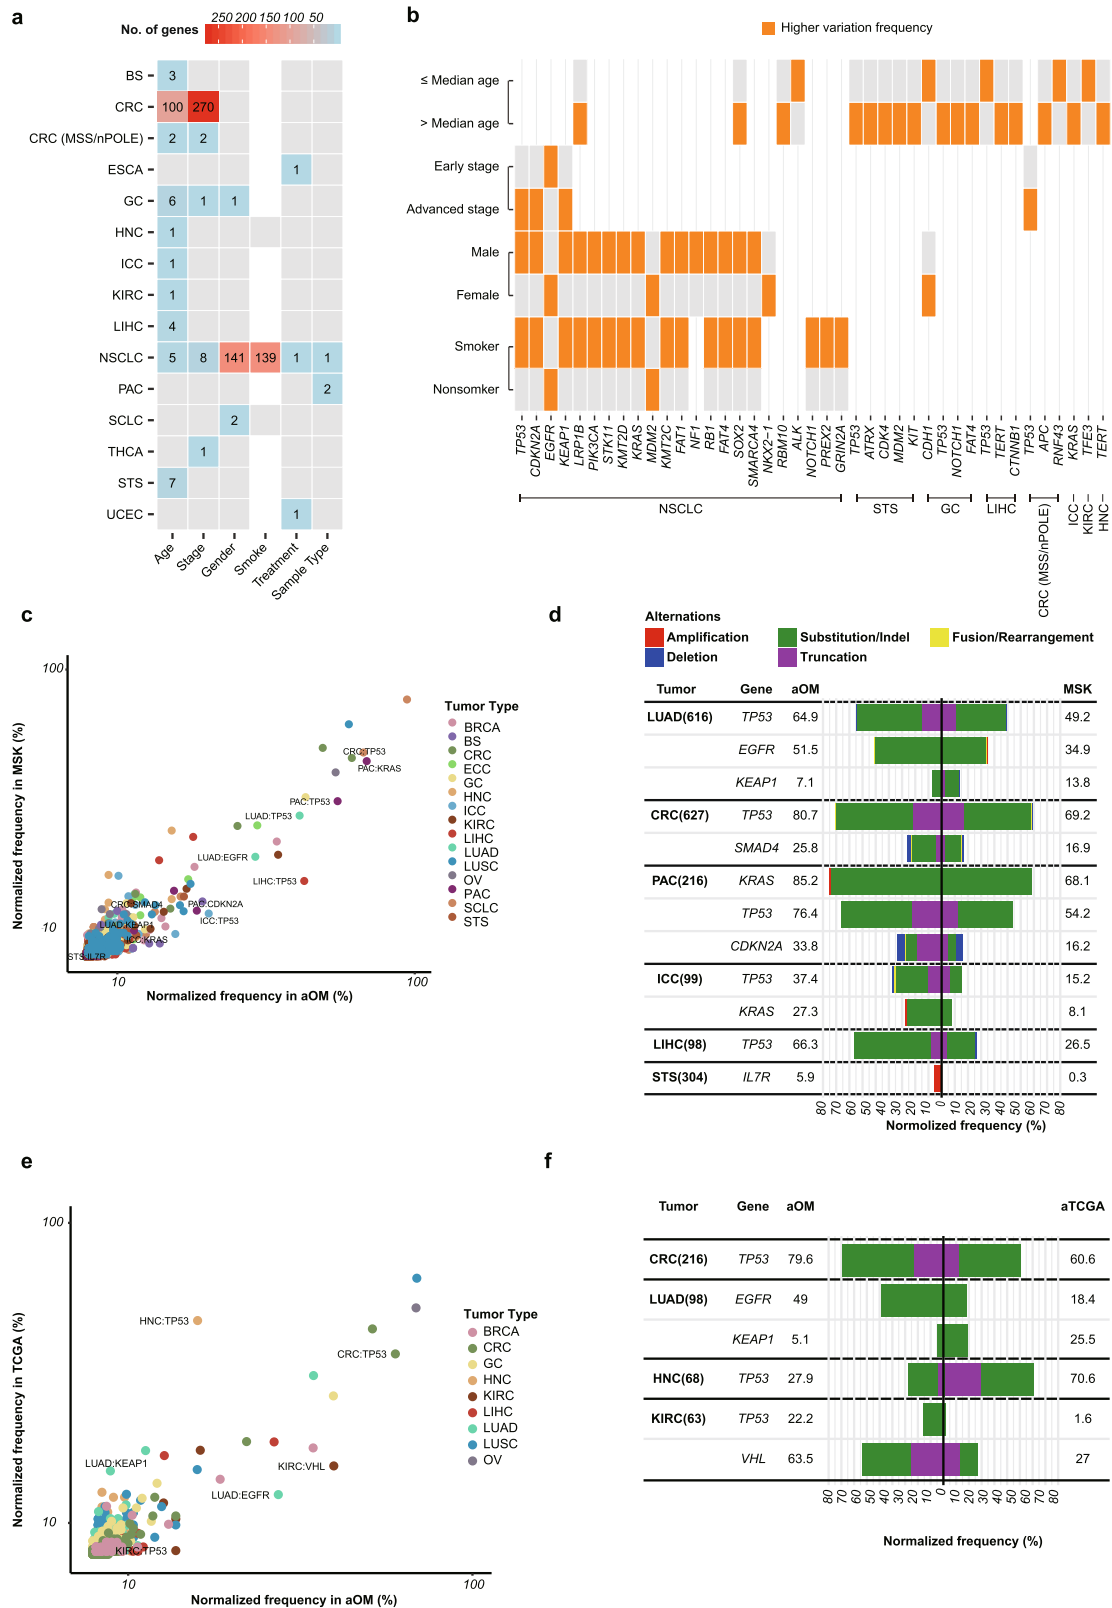 a
No. of genes
250 200 150 100 50
BS 3
CRC 100 270
CRC (MSS/nPOLE) 2 2
ESCA 1
GC 6 1 1
HNC 1
ICC 1
KIRC 1
LIHC 4
NSCLC 5 8 141 139 1 1
PAC 2
SCLC 2
THCA 1
STS 7
UCEC 1
Age Stage Gender Smoke Treatment Sample Type
b
Higher variation frequency
≤ Median age
> Median age
Early stage
Advanced stage
Male
Female
Smoker
Nonsomker
TP53 CDKN2A EGFR KEAP1 LRP1B PIK3CA STK11 KMT2D KRAS MDM2 KMT2C FAT1 NF1 RB1 FAT4 SOX2 SMARCA4 NKX2-1 RBM10 ALK NOTCH1 PREX2 GRIN2A TP53 ATRX CDK4 MDM2 KIT CDH1 TP53 NOTCH1 FAT4 TP53 TERT CTNNB1 TP53 APC RNF43 KRAS TFE3 TERT
NSCLC STS GC LIHC CRC (MSS/nPOLE) ICC KIRC HNC
c
Normalized frequency in MSK (%)
100
10
CRC:TP53
PAC:KRAS
PAC:TP53
LUAD:TP53
LUAD:EGFR
LIHC:TP53
CRC:SMAD4
PAC:CDKN2A
ICC:TP53
LUAD:KEAP1
ICC:KRAS
STS:IL7R
10 100
Normalized frequency in aOM (%)
Tumor Type
BRCA
BS
CRC
ECC
GC
HNC
ICC
KIRC
LIHC
LUAD
LUSC
OV
PAC
SCLC
STS
d
Alternations
Amplification Substitution/Indel Fusion/Rearrangement
Deletion Truncation
Tumor Gene aOM MSK
LUAD(616) TP53 64.9 49.2
EGFR 51.5 34.9
KEAP1 7.1 13.8
CRC(627) TP53 80.7 69.2
SMAD4 25.8 16.9
PAC(216) KRAS 85.2 68.1
TP53 76.4 54.2
CDKN2A 33.8 16.2
ICC(99) TP53 37.4 15.2
KRAS 27.3 8.1
LIHC(98) TP53 66.3 26.5
STS(304) IL7R 5.9 0.3
80 70 60 50 40 30 20 10 0 10 20 30 40 50 60 70 80
Normolized frequency (%)
e
Normolized frequency in TCGA (%)
100
10
HNC:TP53
CRC:TP53
KIRC:VHL
LUAD:KEAP1
LUAD:EGFR
KIRC:TP53
10 100
Normolized frequency in aOM (%)
Tumor Type
BRCA
CRC
GC
HNC
KIRC
LIHC
LUAD
LUSC
OV
f
Tumor Gene aOM aTCGA
CRC(216) TP53 79.6 60.6
LUAD(98) EGFR 49 18.4
KEAP1 5.1 25.5
HNC(68) TP53 27.9 70.6
KIRC(63) TP53 22.2 1.6
VHL 63.5 27
80 70 60 50 40 30 20 10 0 10 20 30 40 50 60 70 80
Normolized frequency (%)